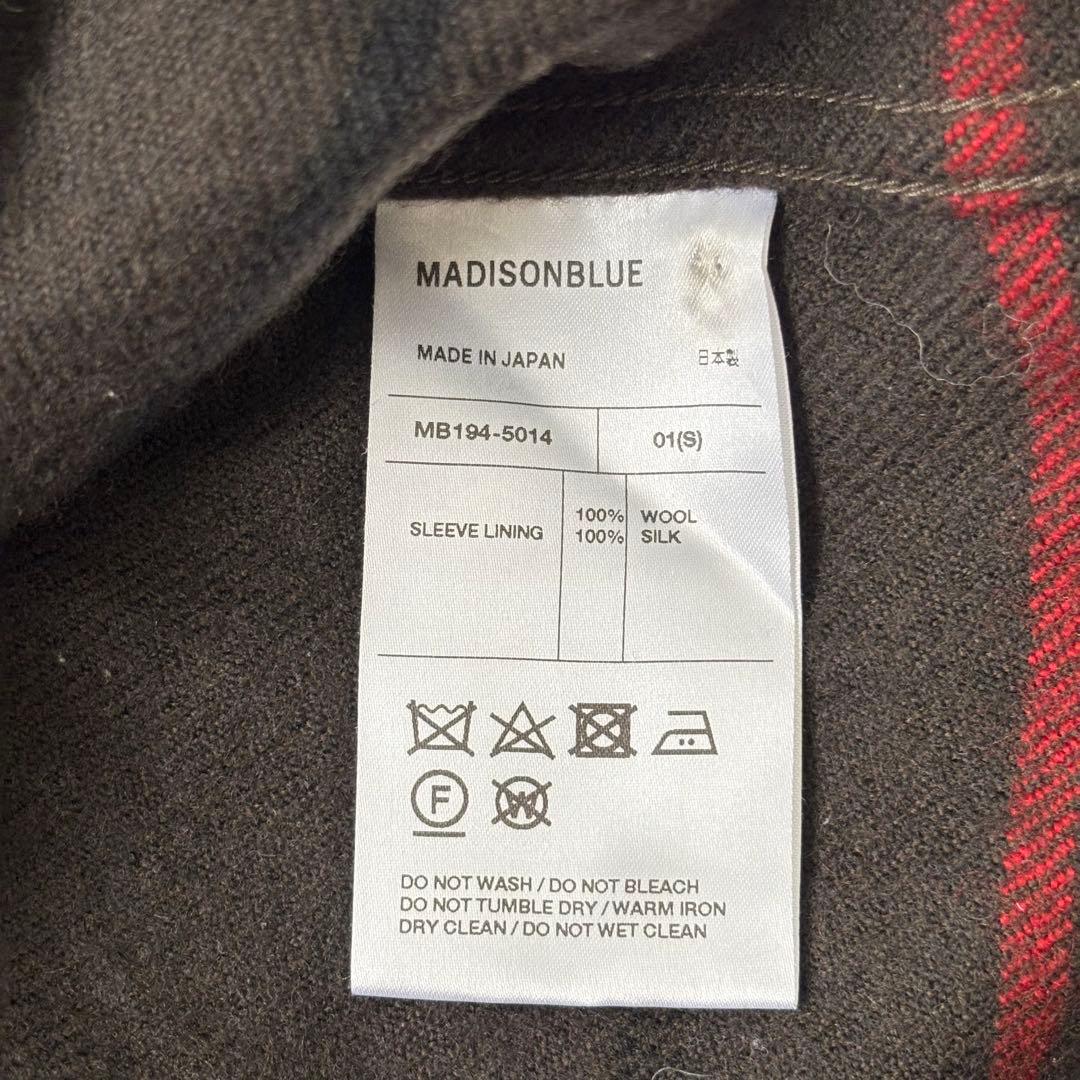 MADISONBLUE
MADE IN JAPAN 日本製
MB194-5014 01(S)
100% WOOL
SLEEVE LINING 100% SILK
F W
DO NOT WASH / DO NOT BLEACH
DO NOT TUMBLE DRY / WARM IRON
DRY CLEAN / DO NOT WET CLEAN